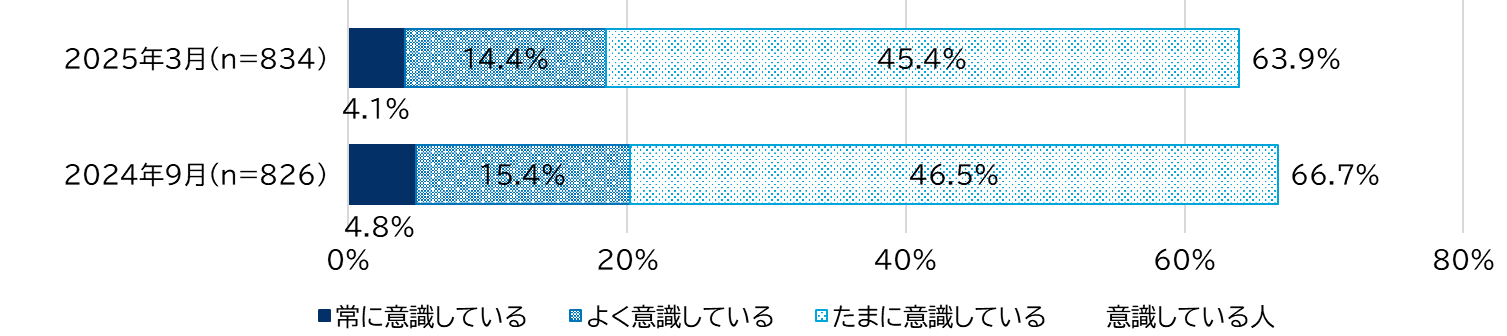 2025年3月(n=834)
14.4%
45.4%
63.9%
4.1%
2024年9月(n=826)
15.4%
46.5%
66.7%
4.8%
0% 20% 40% 60% 80%
常に意識している よく意識している たまに意識している 意識している人